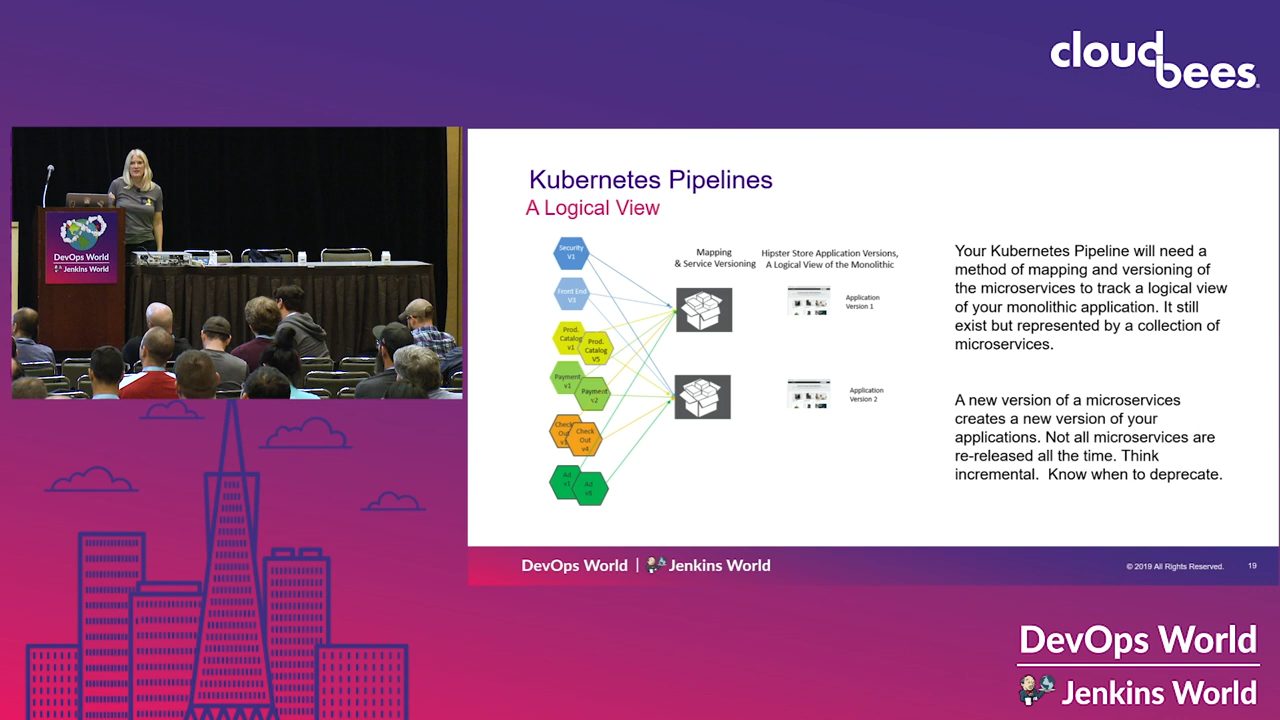 cloud
bees.
DevOps World
Jenkins World
Kubernetes Pipelines
A Logical View
Security
V1
Front End
V3
Prod.
Catalog
v1
Prod.
Catalog
V5
Payment
v1
Payment
v2
Check
Out
v3
Check
Out
v4
Ad
v1
Ad
v8
Mapping
& Service Versioning
Hipster Store Application Versions,
A Logical View of the Monolithic
Application
Version 1
Application
Version 2
Your Kubernetes Pipeline will need a
method of mapping and versioning of
the microservices to track a logical view
of your monolithic application. It still
exist but represented by a collection of
microservices.
A new version of a microservices
creates a new version of your
applications. Not all microservices are
re-released all the time. Think
incremental. Know when to deprecate.
DevOps World | Jenkins World
© 2019 All Rights Reserved. 19
DevOps World
Jenkins World